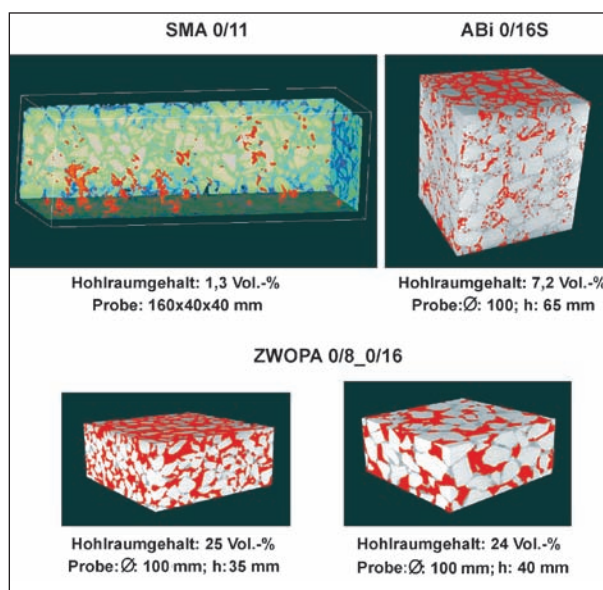 SMA 0/11
Hohlraumgehalt: 1,3 Vol.-%
Probe: 160x40x40 mm
ABi 0/16S
Hohlraumgehalt: 7,2 Vol.-%
Probe:Ø: 100; h: 65 mm
ZWOPA 0/8_0/16
Hohlraumgehalt: 25 Vol.-%
Probe:Ø: 100 mm; h:35 mm
Hohlraumgehalt: 24 Vol.-%
Probe:Ø: 100 mm; h: 40 mm